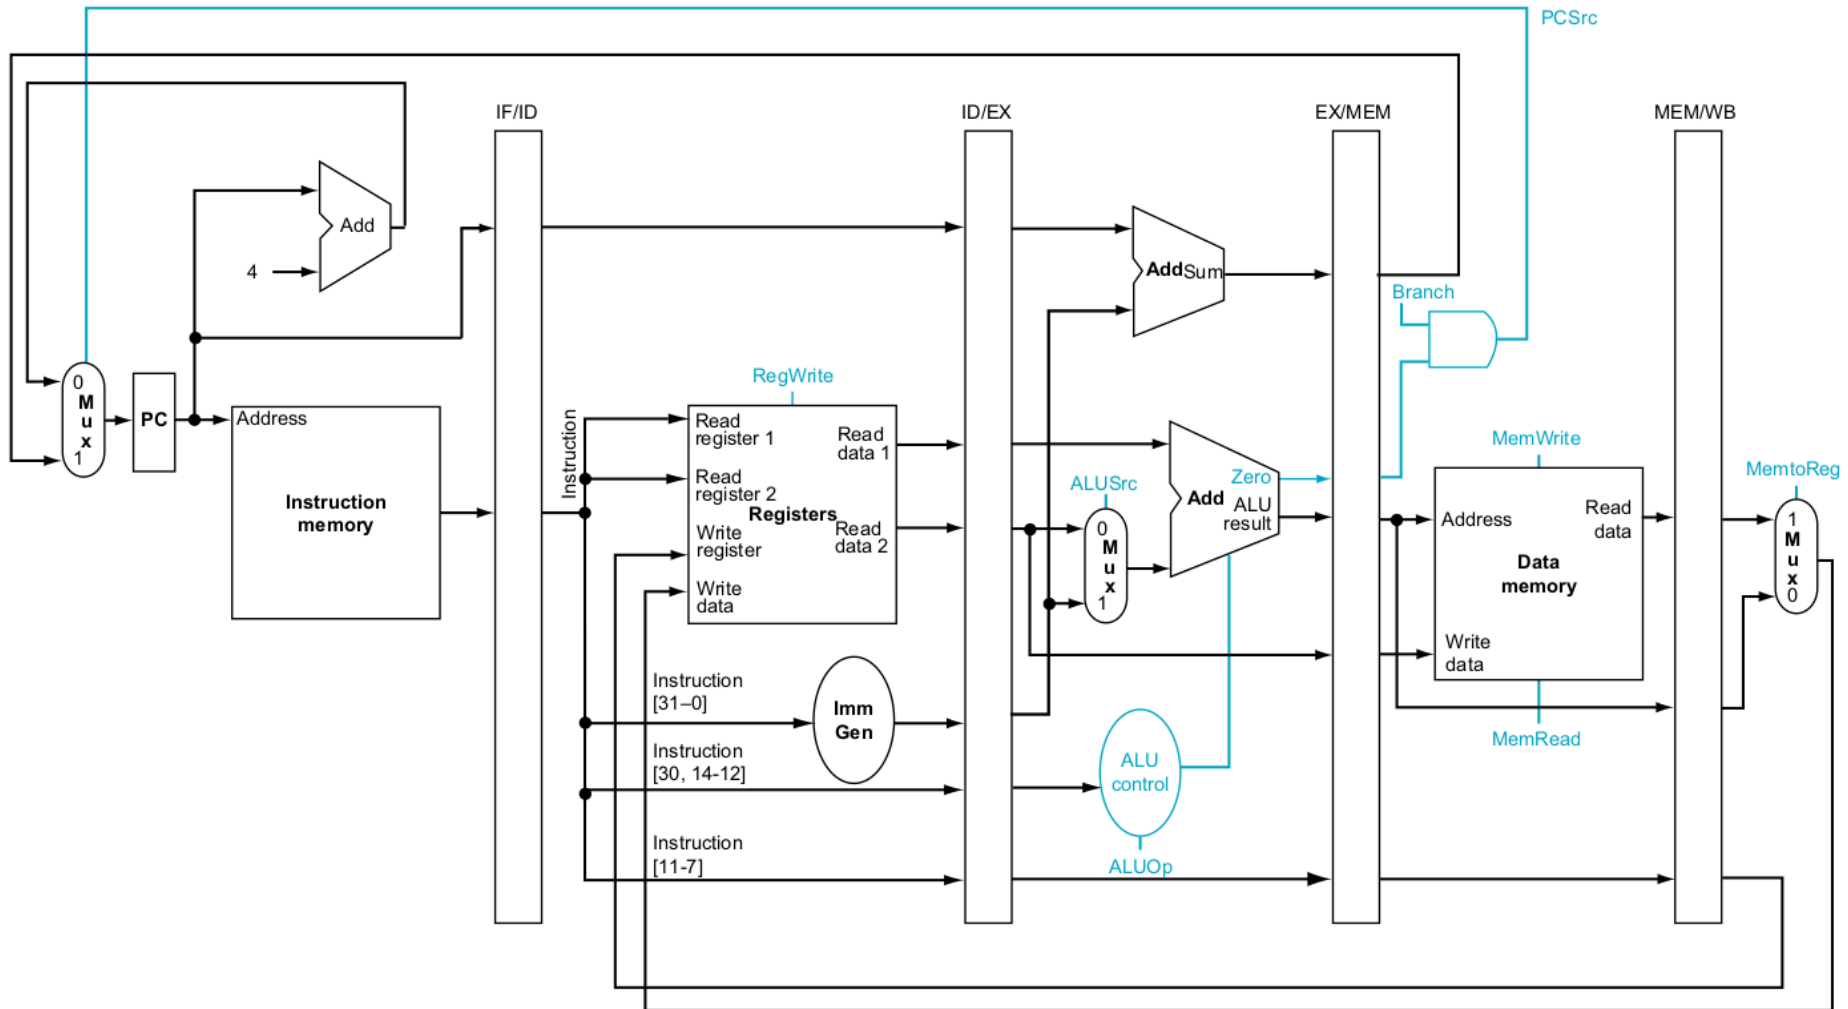 PCSrc
IF/ID
ID/EX
EX/MEM
MEM/WB
Add
4
AddSum
Branch
0
M
u
x
1
PC
Address
Instruction
memory
Instruction
RegWrite
Read
register 1
Read
register 2
Write
register
Write
data
Registers
Read
data 1
Read
data 2
ALUSrc
0
M
u
x
1
Zero
Add
ALU
result
MemWrite
Address
Read
data
Data
memory
Write
data
MemRead
MemtoReg
1
M
u
x
0
Instruction
[31–0]
Imm
Gen
Instruction
[30, 14-12]
ALU
control
ALUOp
Instruction
[11-7]